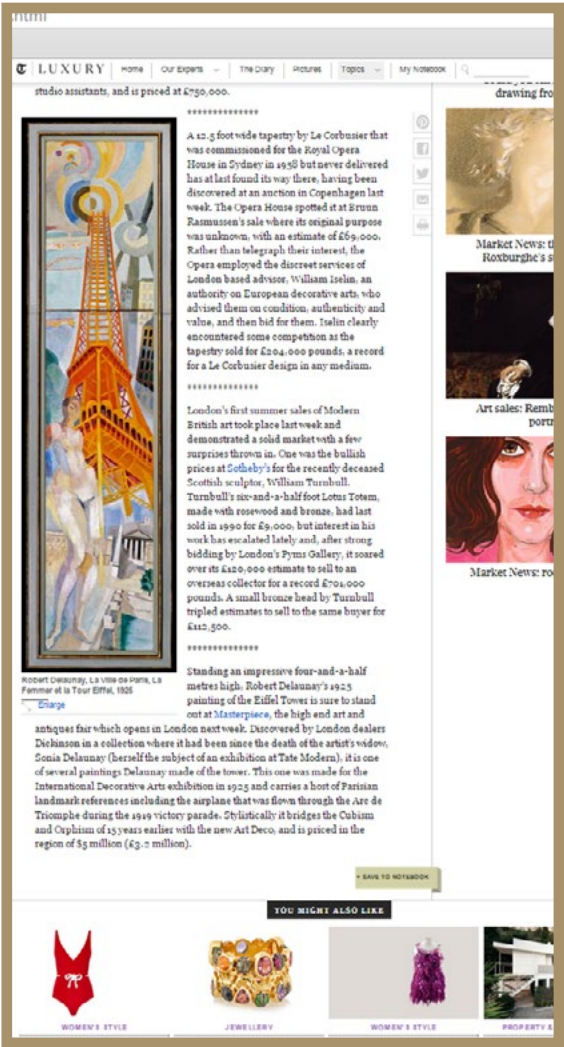 .html
T LUXURY Home Our Experts The Diary Pictures Topics My Notebook
studio assistants, and is priced at £750,000.
**************
A 12.5 foot wide tapestry by Le Corbusier that
was commissioned for the Royal Opera
House in Sydney in 1958 but never delivered
has at last found its way there, having been
discovered at an auction in Copenhagen last
week. The Opera House spotted it at Bruun
Rasmussen's sale where its original purpose
was unknown, with an estimate of £69,000.
Rather than telegraph their interest, the
Opera employed the discreet services of
London based advisor, William Iselin, an
authority on European decorative arts, who
advised them on condition, authenticity and
value, and then bid for them. Iselin clearly
encountered some competition as the
tapestry sold for £204,000 pounds, a record
for a Le Corbusier design in any medium.
**************
London's first summer sales of Modern
British art took place last week and
demonstrated a solid market with a few
surprises thrown in. One was the bullish
prices at Sotheby's for the recently deceased
Scottish sculptor, William Turnbull.
Turnbull's six-and-a-half foot Lotus Totem,
made with rosewood and bronze, had last
sold in 1990 for £9,000, but interest in his
work has escalated lately and, after strong
bidding by London's Pyms Gallery, it soared
over its £120,000 estimate to sell to an
overseas collector for a record £701,000
pounds. A small bronze head by Turnbull
tripled estimates to sell to the same buyer for
£112,500.
**************
Standing an impressive four-and-a-half
metres high, Robert Delaunay's 1925
painting of the Eiffel Tower is sure to stand
out at Masterpiece, the high end art and
antiques fair which opens in London next week. Discovered by London dealers
Dickinson in a collection where it had been since the death of the artist's widow,
Sonia Delaunay (herself the subject of an exhibition at Tate Modern), it is one
of several paintings Delaunay made of the tower. This one was made for the
International Decorative Arts exhibition in 1925 and carries a host of Parisian
landmark references including the airplane that was flown through the Arc de
Triomphe during the 1919 victory parade. Stylistically it bridges the Cubism
and Orphism of 15 years earlier with the new Art Deco, and is priced in the
region of $5 million (£3.2 million).
Robert Delaunay, La Ville de Paris, La
Femmer et la Tour Eiffel, 1925
Enlarge
drawing fro
Market News: t
Roxburghe's s
Art sales: Remb
portr
Market News: ro
+ SAVE TO NOTEBOOK
YOU MIGHT ALSO LIKE
WOMEN'S STYLE JEWELLERY WOMEN'S STYLE PROPERTY &